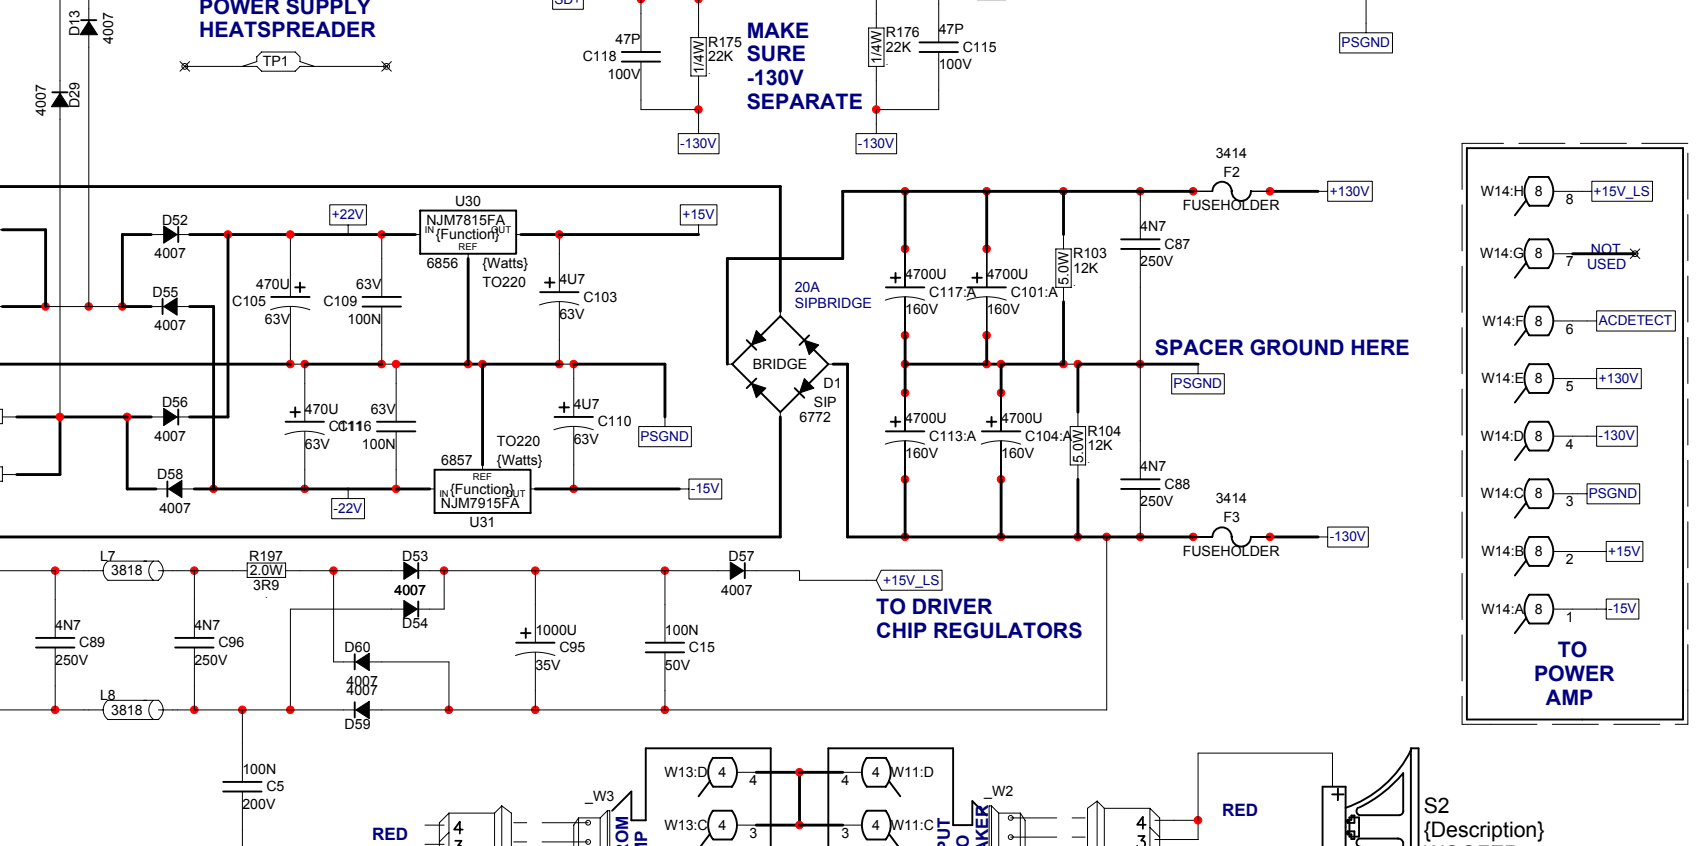 POWER SUPPLY
HEATSPREADER
TP1
D13
4007
4007
D29
SD1
47P
C118
100V
1/4W
R175
22K
MAKE
SURE
-130V
SEPARATE
-130V
1/4W
R176
22K
47P
C115
100V
-130V
PSGND
D52
4007
D55
4007
D56
4007
D58
4007
+22V
470U
C105
63V
63V
C109
100N
U30
NJM7815FA
IN {Function} OUT
REF
6856
{Watts}
TO220
+15V
4U7
C103
63V
470U
63V
63V
C116
100N
4U7
C110
63V
PSGND
TO220
{Watts}
6857
REF
IN {Function} OUT
NJM7915FA
U31
-22V
-15V
20A
SIPBRIDGE
BRIDGE
D1
SIP
6772
4700U
C117:A
160V
4700U
C101:A
160V
5.0W
R103
12K
4N7
C87
250V
3414
F2
FUSEHOLDER
+130V
SPACER GROUND HERE
PSGND
4700U
C113:A
160V
4700U
C104:A
160V
5.0W
R104
12K
4N7
C88
250V
3414
F3
FUSEHOLDER
-130V
W14:H 8 8 +15V_LS
W14:G 8 7 NOT
USED
W14:F 8 6 ACDETECT
W14:E 8 5 +130V
W14:D 8 4 -130V
W14:C 8 3 PSGND
W14:B 8 2 +15V
W14:A 8 1 -15V
TO
POWER
AMP
L7
3818
R197
2.0W
3R9
D53
4007
D54
D57
4007
+15V_LS
TO DRIVER
CHIP REGULATORS
4N7
C89
250V
4N7
C96
250V
D60
4007
4007
D59
1000U
C95
35V
100N
C15
50V
L8
3818
100N
C5
200V
W13:D 4 4
4 4 W11:D
W13:C 4 3
3 4 W11:C
_W3
_W2
RED
4
3
4
3
RED
S2
{Description}